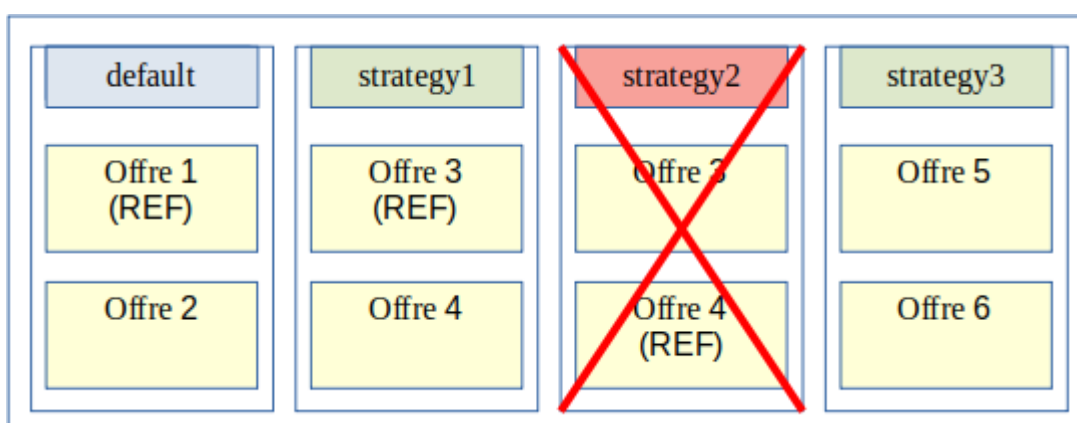 default
Offre 1
(REF)
Offre 2
strategy1
Offre 3
(REF)
Offre 4
strategy2
Offre 3
Offre 4
(REF)
strategy3
Offre 5
Offre 6